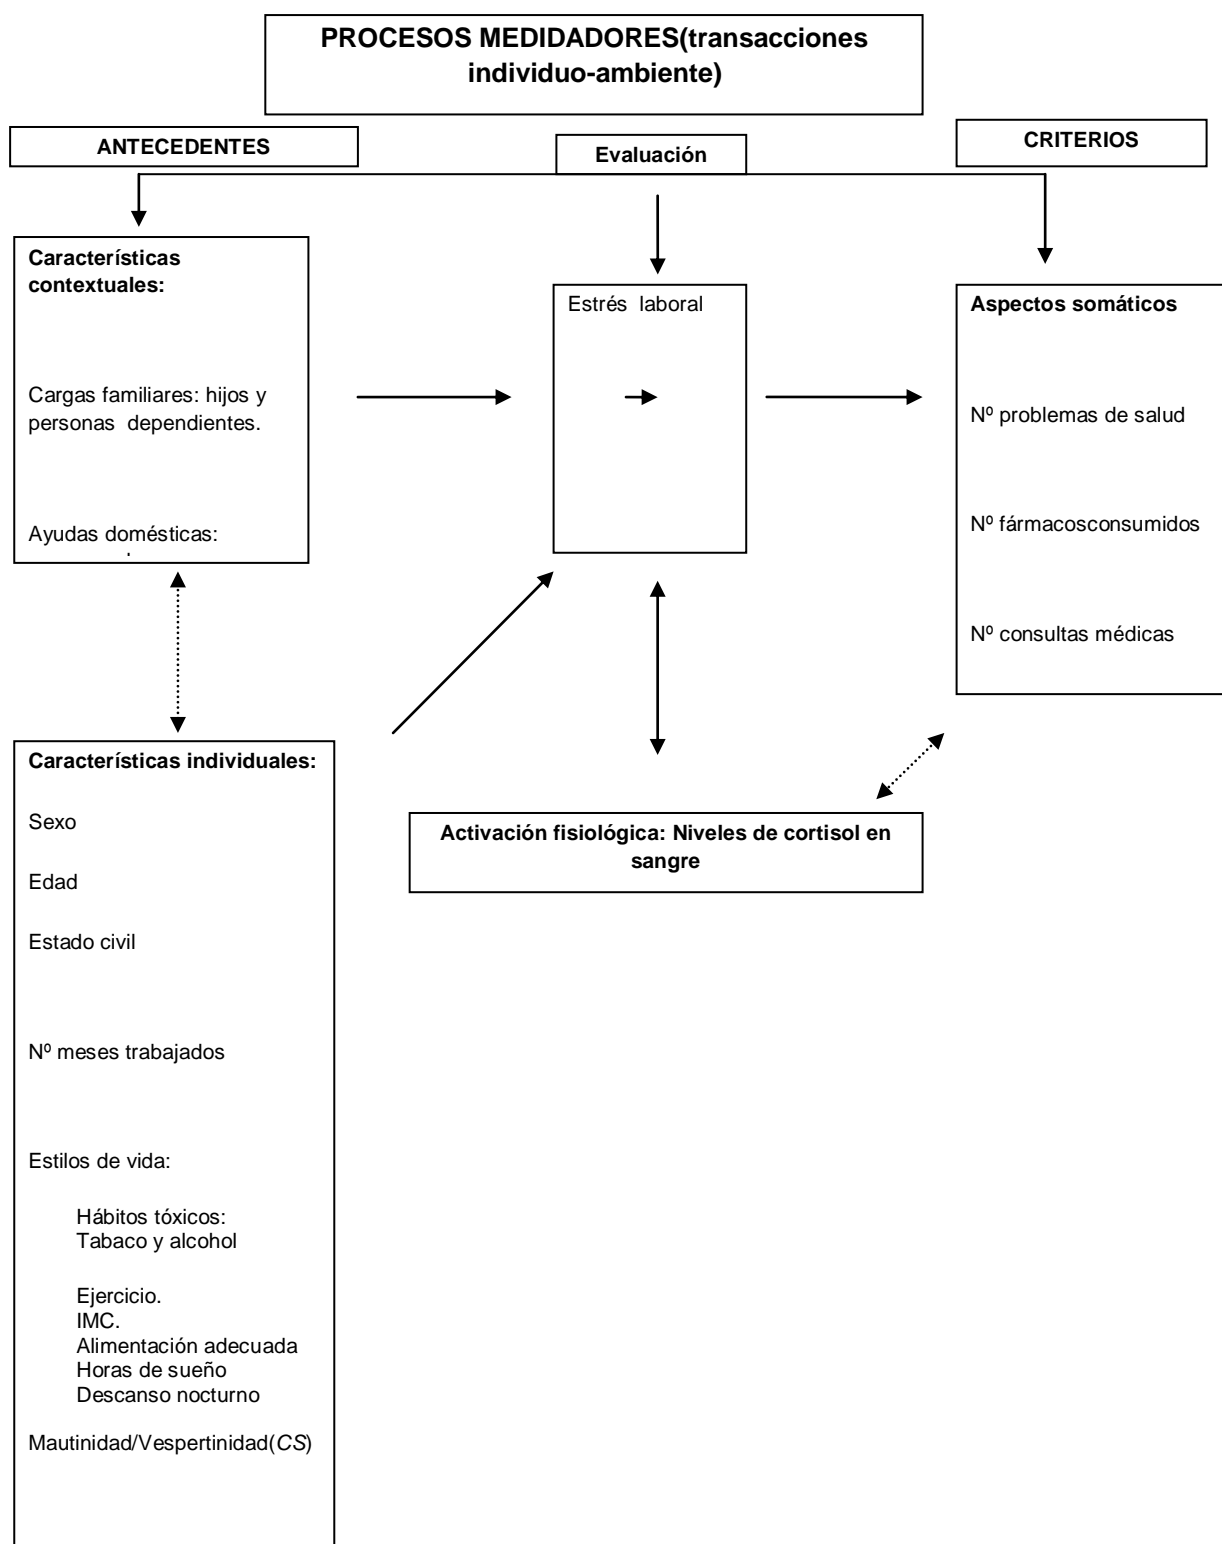 PROCESOS MEDIDADORES(transacciones
individuo-ambiente)
ANTECEDENTES
Evaluación
CRITERIOS
Características
contextuales:
Cargas familiares: hijos y
personas dependientes.
Ayudas domésticas:
Estrés laboral
Aspectos somáticos
Nº problemas de salud
Nº fármacosconsumidos
Nº consultas médicas
Características individuales:
Sexo
Edad
Estado civil
Nº meses trabajados
Estilos de vida:
Hábitos tóxicos:
Tabaco y alcohol
Ejercicio.
IMC.
Alimentación adecuada
Horas de sueño
Descanso nocturno
Mautinidad/Vespertinidad(CS)
Activación fisiológica: Niveles de cortisol en
sangre